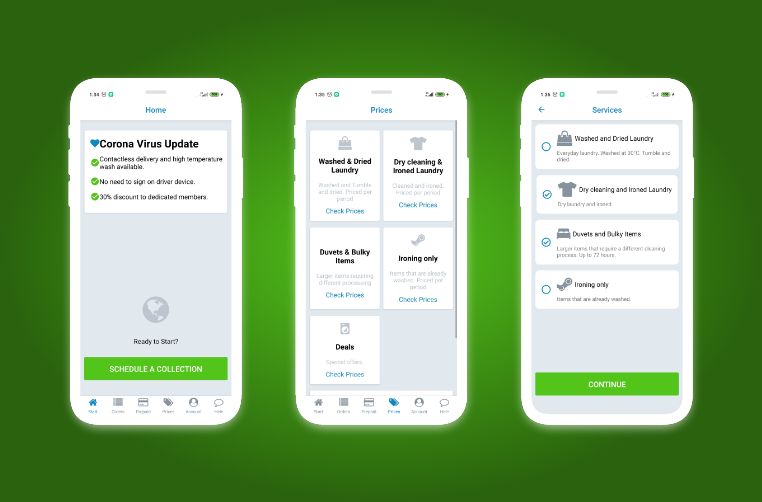 1:34
Home
Corona Virus Update
Contactless delivery and high temperature
wash available.
No need to sign on driver device.
30% discount to dedicated members.
Ready to Start?
SCHEDULE A COLLECTION
Start
Orders
Prepaid
Prices
Account
Help
1:35
Prices
Washed & Dried
Laundry
Washed and Tumble
and dried. Priced per
period
Check Prices
Dry cleaning &
Ironed Laundry
Cleaned and ironed.
Priced per period
Check Prices
Duvets & Bulky
Items
Larger items requiring
different processing
Check Prices
Ironing only
Items that are already
washed. Priced per
period
Check Prices
Deals
Special offers.
Check Prices
Start
Orders
Prepaid
Prices
Account
Help
1:36
Services
Washed and Dried Laundry
Everyday laundry. Washed at 30°C. Tumble and
dried
Dry cleaning and Ironed Laundry
Dry laundry and ironed
Duvets and Bulky Items
Larger items that require a different cleaning
process. Up to 72 hours.
Ironing only
Items that are already washed.
CONTINUE